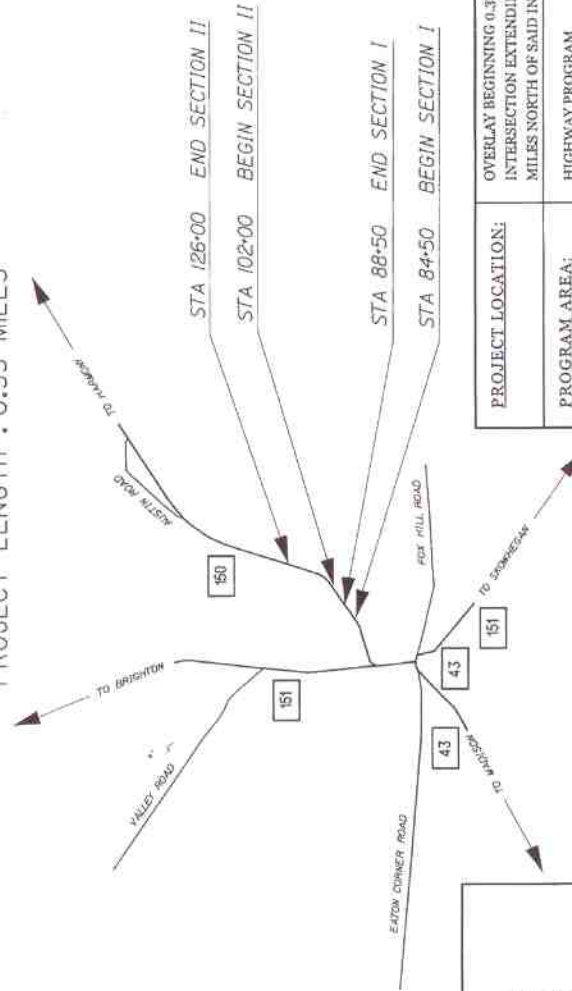 PROJECT LENGTH : 0.53 MILES
TO HARMONY
AUSTIN ROAD
150
TO BRIGHTON
VALLEY ROAD
151
STA 126+00 END SECTION II
STA 102+00 BEGIN SECTION II
STA 88+50 END SECTION I
STA 84+50 BEGIN SECTION I
FOX HILL ROAD
TO SKOWHEGAN
151
43
43
TO MADISON
EATON CORNER ROAD
PROJECT LOCATION:
OVERLAY BEGINNING 0.3
INTERSECTION EXTENDI
MILES NORTH OF SAID IN
PROGRAM AREA:
HIGHWAY PROGRAM